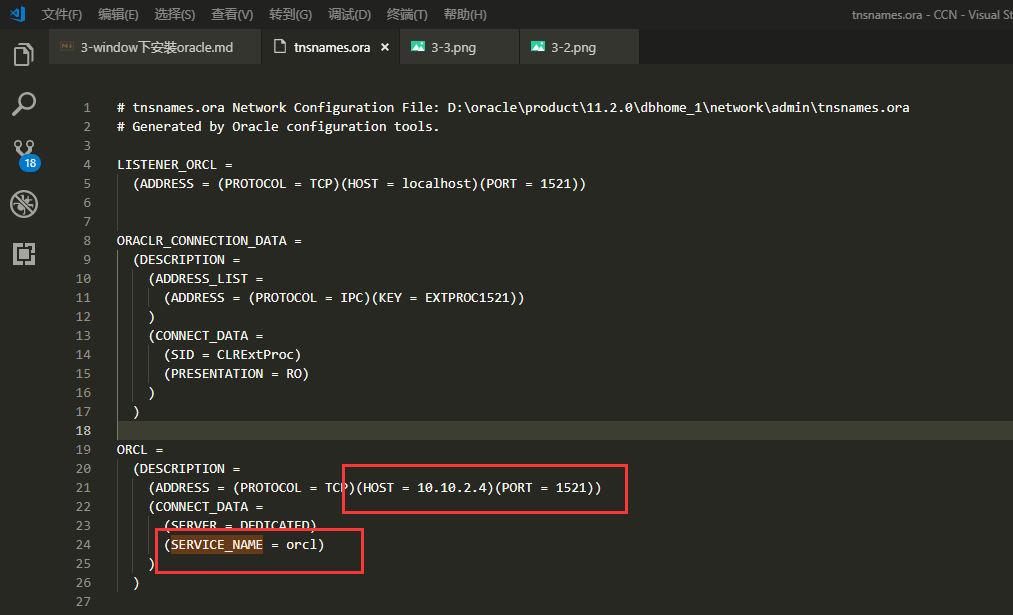 文件(F) 编辑(E) 选择(S) 查看(V) 转到(G) 调试(D) 终端(T) 帮助(H) tnsnames.ora - CCN - Visual St
3-window下安裝oracle.md tnsnames.ora × 3-3.png 3-2.png
18
1 # tnsnames.ora Network Configuration File: D:\oracle\product\11.2.0\dbhome_1\network\admin\tnsnames.ora
2 # Generated by Oracle configuration tools.
3
4 LISTENER_ORCL =
5 (ADDRESS = (PROTOCOL = TCP)(HOST = localhost)(PORT = 1521))
6
7
8 ORACLR_CONNECTION_DATA =
9 (DESCRIPTION =
10 (ADDRESS_LIST =
11 (ADDRESS = (PROTOCOL = IPC)(KEY = EXTPROC1521))
12 )
13 (CONNECT_DATA =
14 (SID = CLRExtProc)
15 (PRESENTATION = RO)
16 )
17 )
18
19 ORCL =
20 (DESCRIPTION =
21 (ADDRESS = (PROTOCOL = TCP)(HOST = 10.10.2.4)(PORT = 1521))
22 (CONNECT_DATA =
23 (SERVER = DEDICATED)
24 (SERVICE_NAME = orcl)
25 )
26 )
27